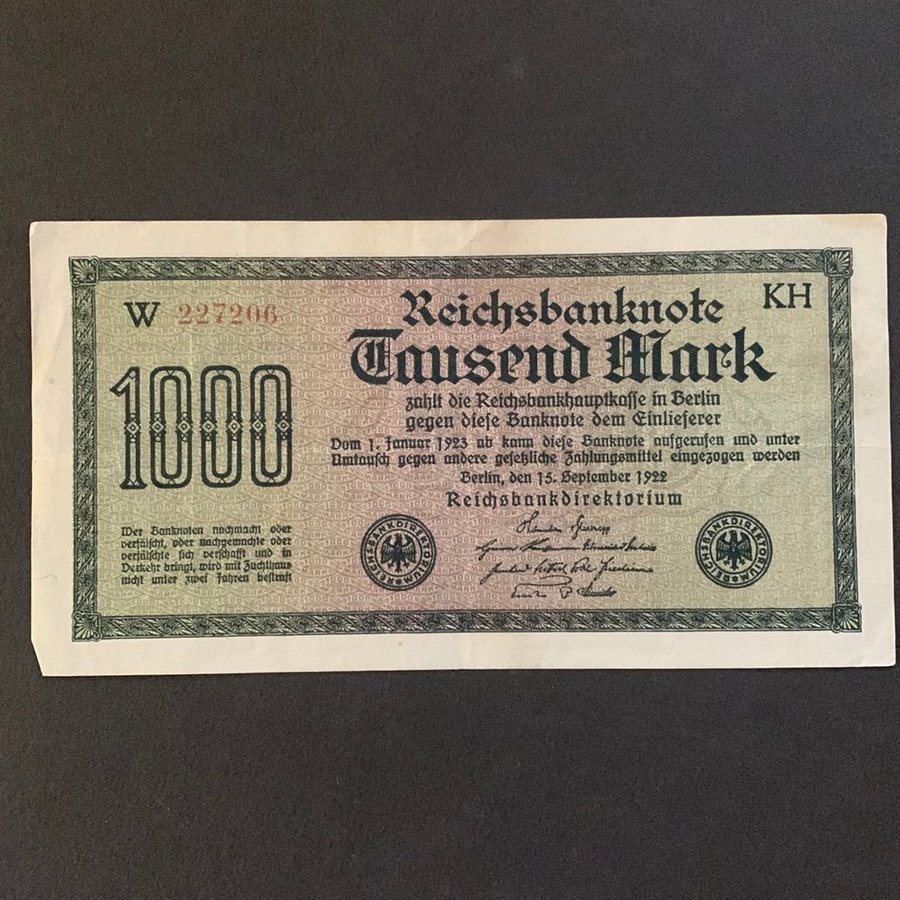 W 227206
KH
Reichsbanknote
Tausend Mark
1000
zahlt die Reichsbankhauptkasse in Berlin
gegen diese Banknote dem Einlieferer
Vom 1. Januar 1923 ab kann diese Banknote aufgerufen und unter
Umtausch gegen andere gesetzliche Zahlungsmittel eingezogen werden
Berlin, den 15. September 1922
Reichsbankdirektorium
Wer Banknoten nachmacht oder
verfälscht, oder nachgemachte oder
verfälschte sich verschafft und in
Verkehr bringt, wird mit Zuchthaus
nicht unter zwei Jahren bestraft
REICHSBANKDIREKTORIUM
REICHSBANKDIREKTORIUM